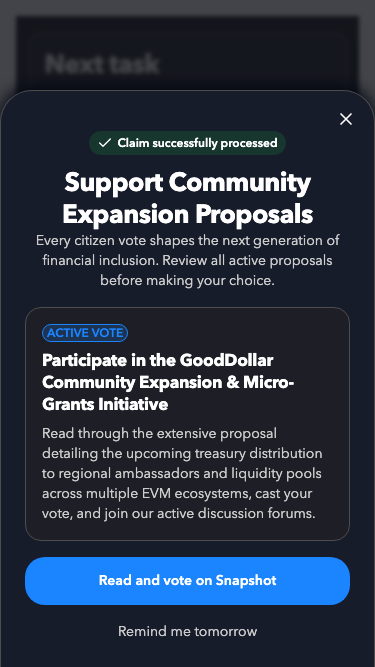 Next task
Claim successfully processed
Support Community
Expansion Proposals
Every citizen vote shapes the next generation of
financial inclusion. Review all active proposals
before making your choice.
ACTIVE VOTE
Participate in the GoodDollar
Community Expansion & Micro-
Grants Initiative
Read through the extensive proposal
detailing the upcoming treasury distribution
to regional ambassadors and liquidity pools
across multiple EVM ecosystems, cast your
vote, and join our active discussion forums.
Read and vote on Snapshot
Remind me tomorrow